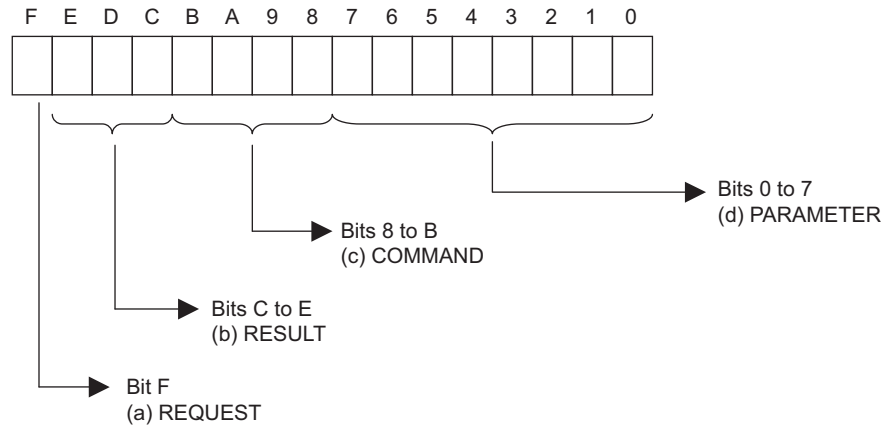 F E D C B A 9 8 7 6 5 4 3 2 1 0
Bits 0 to 7
(d) PARAMETER
Bits 8 to B
(c) COMMAND
Bits C to E
(b) RESULT
Bit F
(a) REQUEST